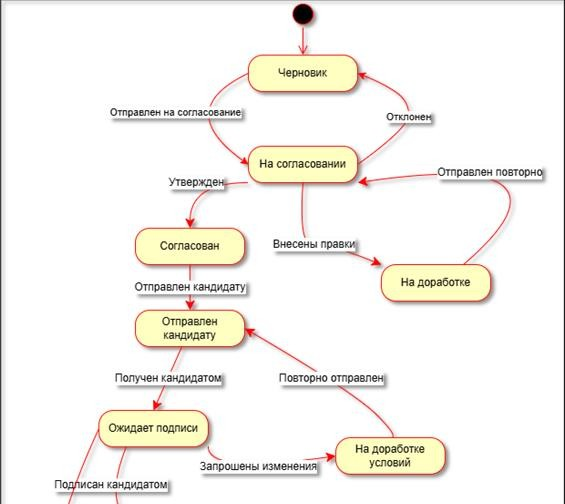 Черновик
Отправлен на согласование
Отклонен
На согласовании
Отправлен повторно
Утвержден
Согласован
Внесены правки
На доработке
Отправлен кандидату
Отправлен
кандидату
Получен кандидатом
Повторно отправлен
Ожидает подписи
На доработке
условий
Запрошены изменения
Подписан кандидатом